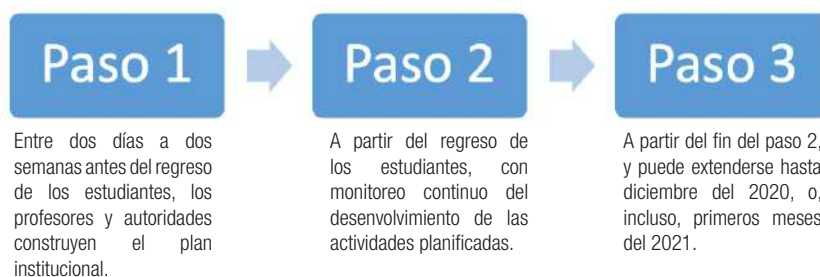 Paso 1
Entre dos días a dos
semanas antes del regreso
de los estudiantes, los
profesores y autoridades
construyen el plan
institucional.
Paso 2
A partir del regreso de
los estudiantes, con
monitoreo continuo del
desenvolvimiento de las
actividades planificadas.
Paso 3
A partir del fin del paso 2,
y puede extenderse hasta
diciembre del 2020, o,
incluso, primeros meses
del 2021.